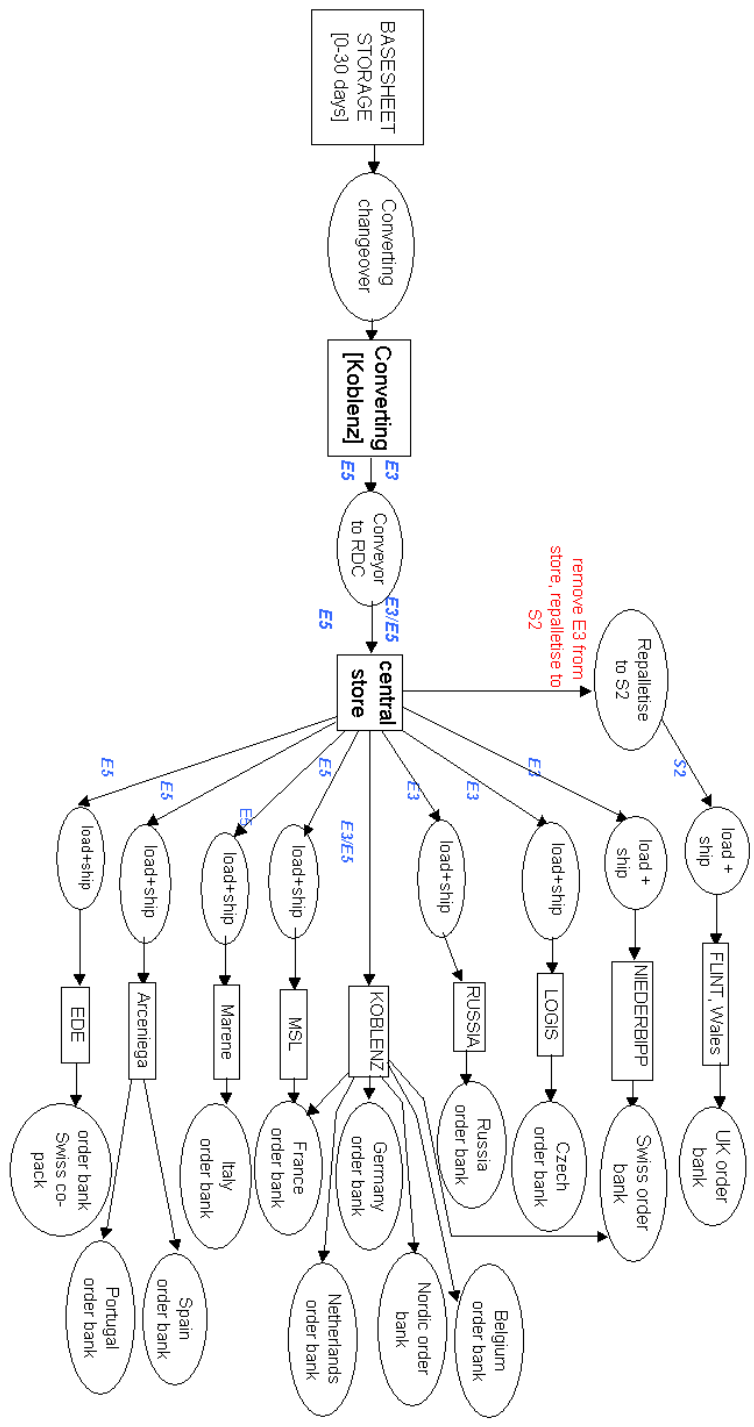 BASESHEET
STORAGE
[0-30 days]
Converting
changeover
Converting
[Koblenz]
E3
E5
Conveyor
to RDC
E3/E5
E5
central
store
remove E3 from
store, repalletise to
S2
Repalletise
to S2
S2
load +
ship
FLINT, Wales
UK order
bank
E3
load +
ship
NIEDERBIPP
Swiss order
bank
E3
load+ship
LOGIS
Czech
order bank
E3
load+ship
RUSSIA
Russia
order bank
E3/E5
KOBLENZ
Belgium
order bank
Nordic order
bank
Germany
order bank
Netherlands
order bank
E5
load+ship
MSL
France
order bank
E5
load+ship
Marene
Italy
order bank
E5
load+ship
Arceniega
Spain
order bank
Portugal
order bank
E5
load+ship
EDE
order bank
Swiss co-
pack